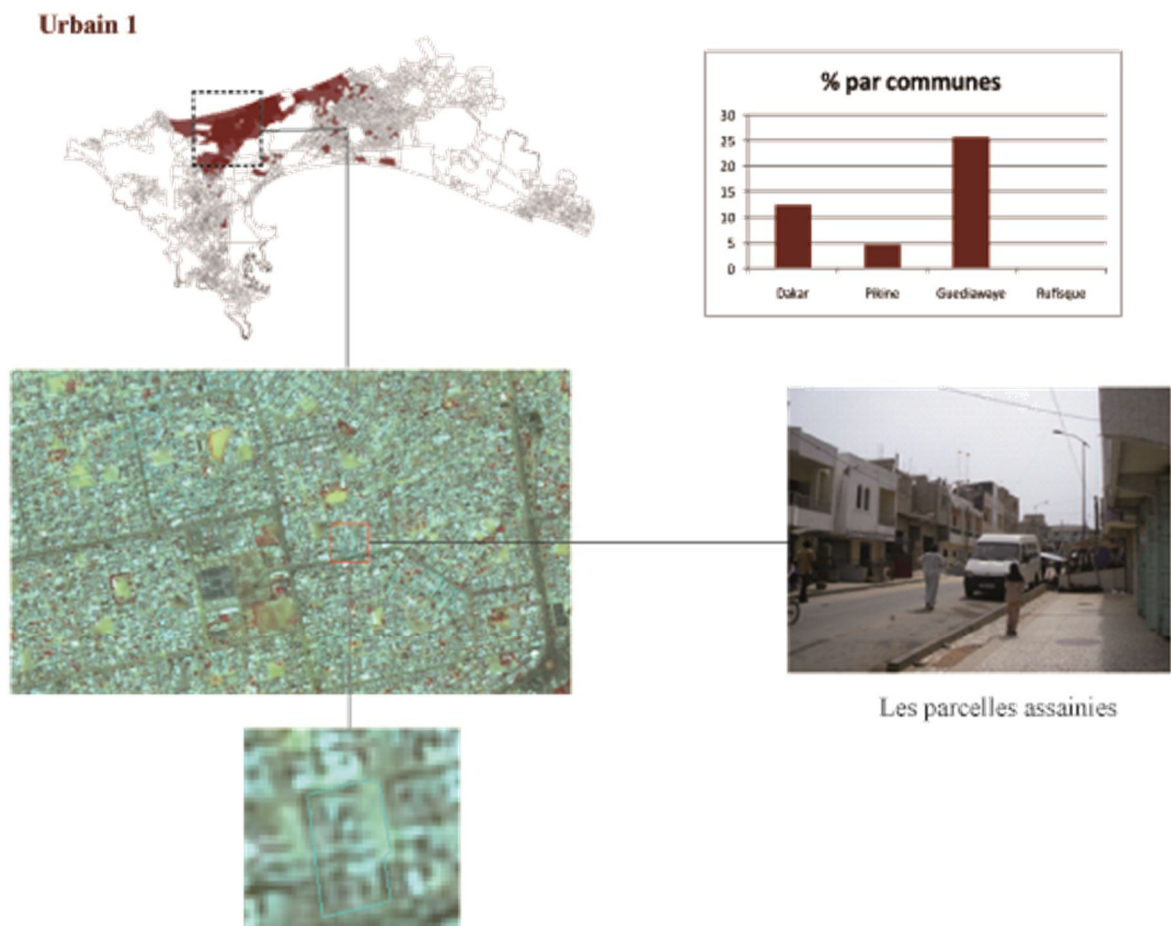 Urbain 1
% par communes
30
25
20
15
10
5
0
Dakar
Pikine
Guediawaye
Rufisque
Les parcelles assainies